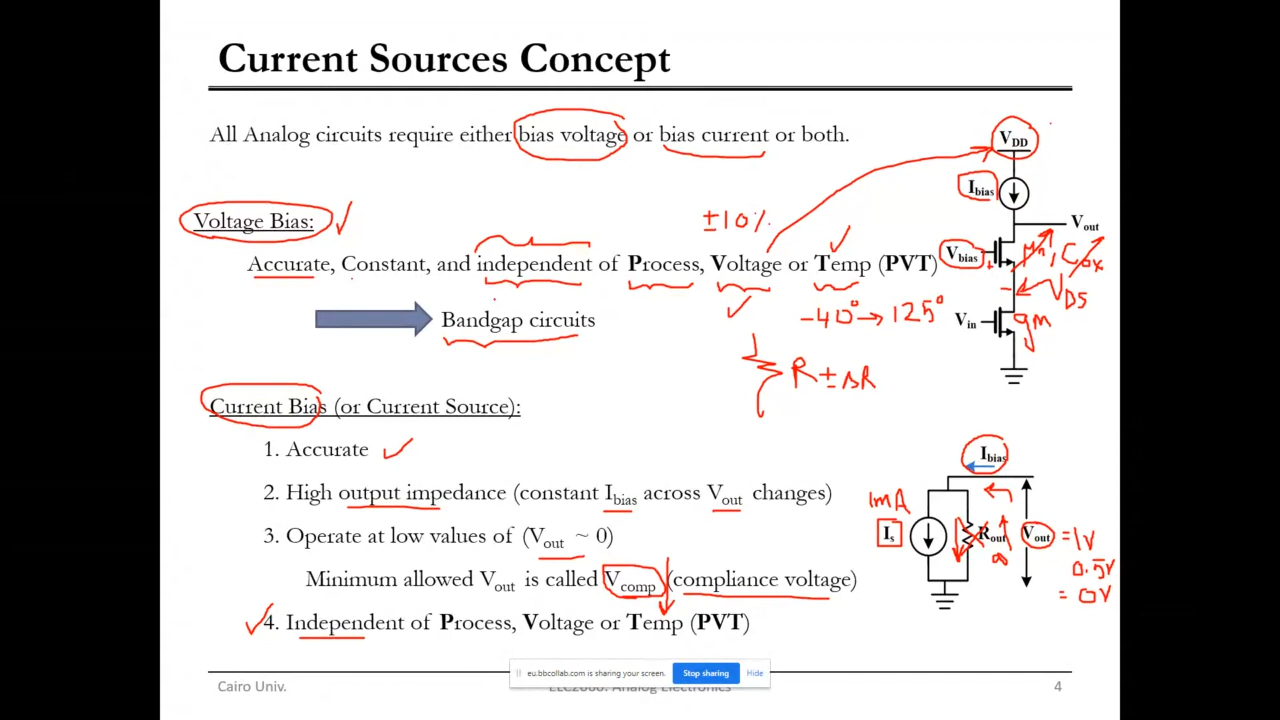 Current Sources Concept
All Analog circuits require either bias voltage or bias current or both.
Voltage Bias:
±10%
Accurate, Constant, and independent of Process, Voltage or Temp (PVT)
-40° → 125°
Bandgap circuits
R ± ΔR
VDD
Ibias
Vout
Vbias
+
μn, Cox
-
VDS
Vin
gm
Current Bias (or Current Source):
1. Accurate
2. High output impedance (constant Ibias across Vout changes)
3. Operate at low values of (Vout ~ 0)
Minimum allowed Vout is called Vcomp (compliance voltage)
4. Independent of Process, Voltage or Temp (PVT)
Ibias
1mA
Is
Rout
∞
Vout = 1V
0.5V
= 0V
eu.bbcollab.com is sharing your screen.
Stop sharing
Hide
Cairo Univ.
Analog Electronics
4